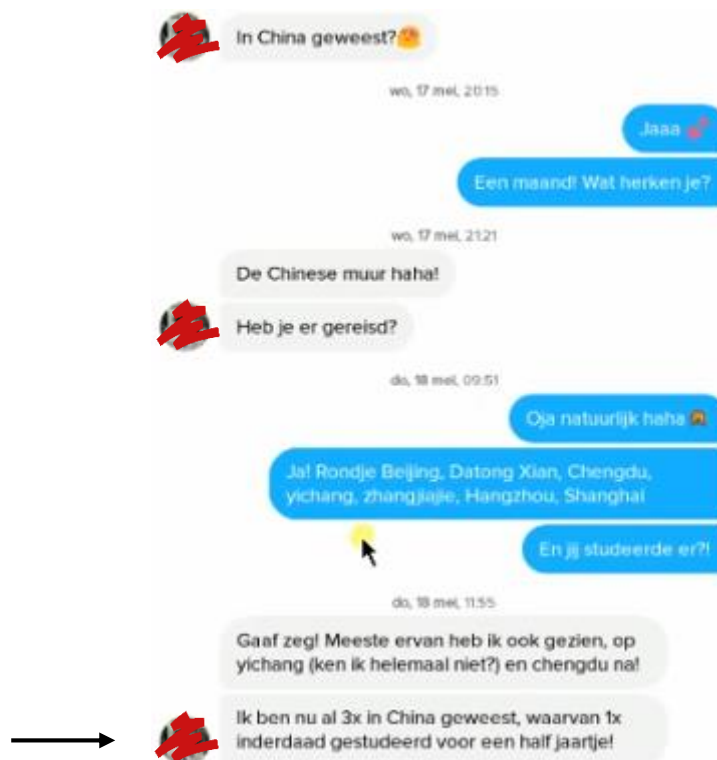 In China geweest?🥰
wo, 17 mei, 20:15
Jaaa 💕
Een maand! Wat herken je?
wo, 17 mei, 21:21
De Chinese muur haha!
Heb je er gereisd?
do, 18 mei, 09:51
Oja natuurlijk haha 🙈
Ja! Rondje Beijing, Datong Xian, Chengdu,
yichang, zhangjiajie, Hangzhou, Shanghai
En jij studeerde er?!
do, 18 mei, 11:55
Gaaf zeg! Meeste ervan heb ik ook gezien, op
yichang (ken ik helemaal niet?) en chengdu na!
Ik ben nu al 3x in China geweest, waarvan 1x
inderdaad gestudeerd voor een half jaartje!